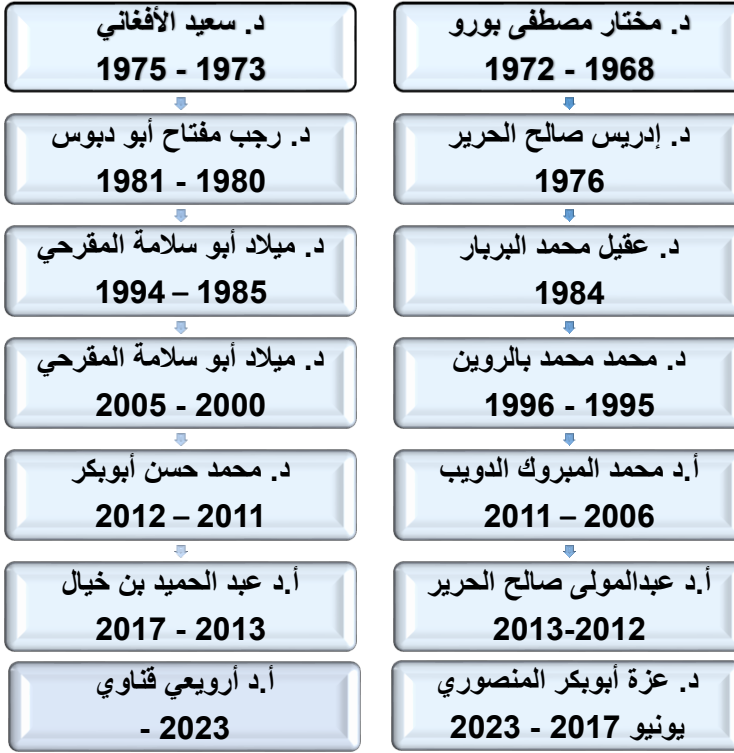 د. مختار مصطفى بورو
1968 - 1972
د. سعيد الأفغاني
1973 - 1975
د. إدريس صالح الحرير
1976
د. رجب مفتاح أبو دبوس
1980 - 1981
د. عقيل محمد البربار
1984
د. ميلاد أبو سلامة المقرحي
1985 – 1994
د. محمد محمد بالروين
1995 - 1996
د. ميلاد أبو سلامة المقرحي
2000 - 2005
أ.د محمد المبروك الدويب
2006 – 2011
د. محمد حسن أبوبكر
2011 – 2012
أ.د عبدالمولى صالح الحرير
2012-2013
أ.د عبد الحميد بن خيال
2013 - 2017
د. عزة أبوبكر المنصوري
يونيو 2017 - 2023
أ.د أرويعي قناوي
2023 -